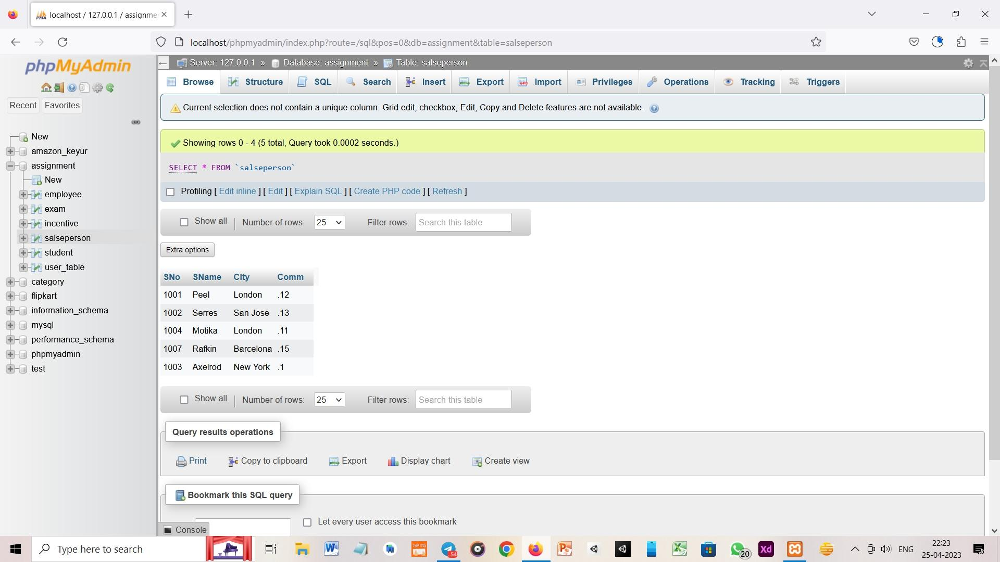 localhost / 127.0.0.1 / assignme
localhost/phpmyadmin/index.php?route=/sql&pos=0&db=assignment&table=salseperson
phpMyAdmin
Recent Favorites
New
amazon_keyur
assignment
New
employee
exam
incentive
salseperson
student
user_table
category
flipkart
information_schema
mysql
performance_schema
phpmyadmin
test
Server: 127.0.0.1 » Database: assignment » Table: salseperson
Browse Structure SQL Search Insert Export Import Privileges Operations Tracking Triggers
Current selection does not contain a unique column. Grid edit, checkbox, Edit, Copy and Delete features are not available.
Showing rows 0 - 4 (5 total, Query took 0.0002 seconds.)
SELECT * FROM `salseperson`
Profiling [ Edit inline ] [ Edit ] [ Explain SQL ] [ Create PHP code ] [ Refresh ]
Show all | Number of rows: 25 Filter rows: Search this table
Extra options
SNo SName City Comm
1001 Peel London .12
1002 Serres San Jose .13
1004 Motika London .11
1007 Rafkin Barcelona .15
1003 Axelrod New York .1
Show all | Number of rows: 25 Filter rows: Search this table
Query results operations
Print Copy to clipboard Export Display chart Create view
Bookmark this SQL query
Let every user access this bookmark
Console
Type here to search
ENG
22:23
25-04-2023
20
Xd
54